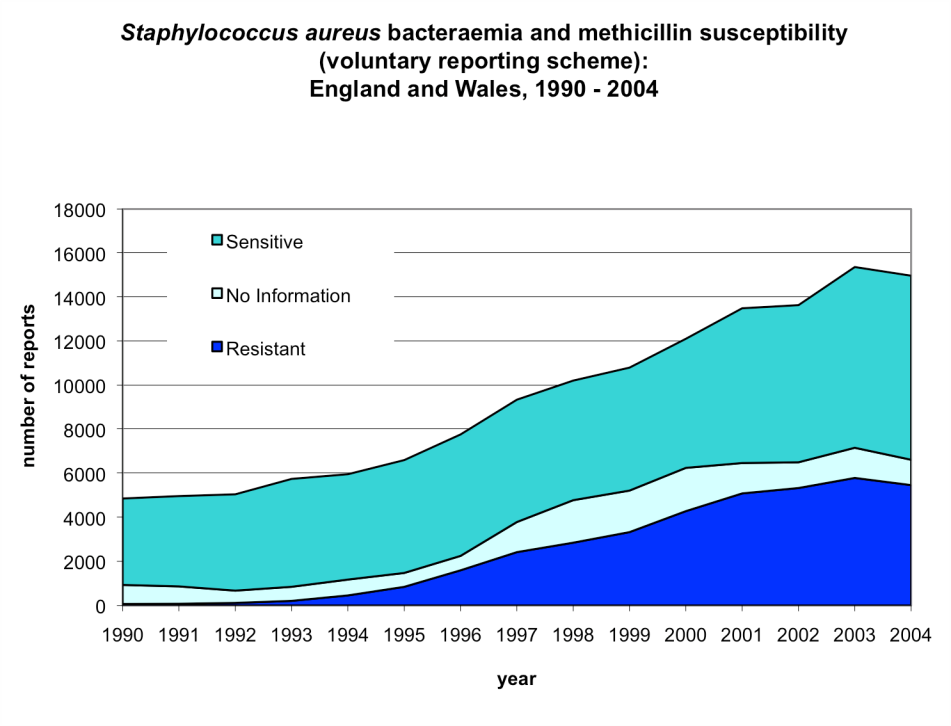 Staphylococcus aureus bacteraemia and methicillin susceptibility
(voluntary reporting scheme):
England and Wales, 1990 - 2004
18000
16000
14000
12000
10000
8000
6000
4000
2000
0
Sensitive
No Information
Resistant
number of reports
1990 1991 1992 1993 1994 1995 1996 1997 1998 1999 2000 2001 2002 2003 2004
year